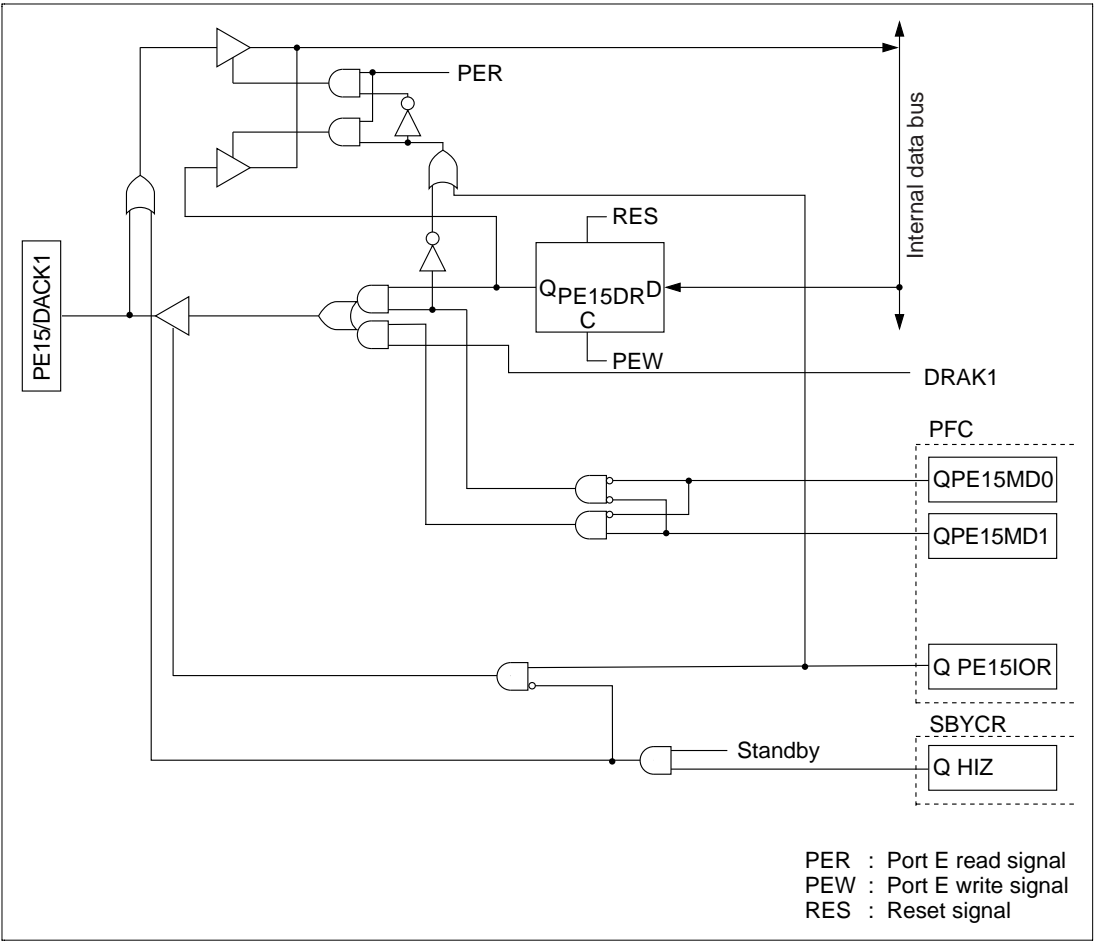 PER
Internal data bus
RES
PE15/DACK1
Q PE15DR D
C
PEW
DRAK1
PFC
QPE15MD0
QPE15MD1
Q PE15IOR
SBYCR
Standby
Q HIZ
PER : Port E read signal
PEW : Port E write signal
RES : Reset signal